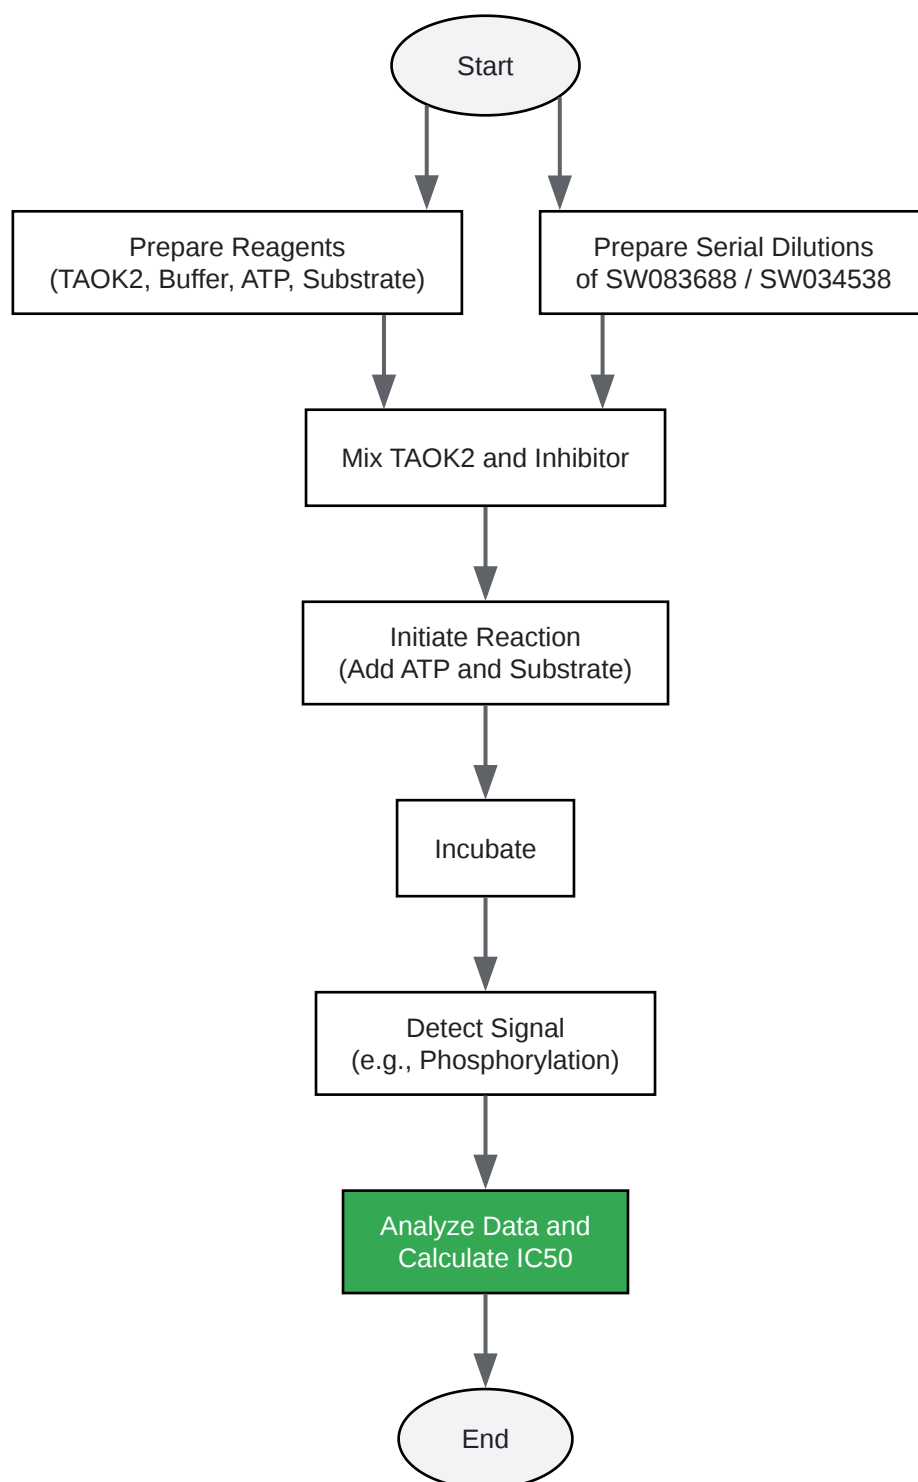 Start
Prepare Reagents
(TAOK2, Buffer, ATP, Substrate)
Prepare Serial Dilutions
of SW083688 / SW034538
Mix TAOK2 and Inhibitor
Initiate Reaction
(Add ATP and Substrate)
Incubate
Detect Signal
(e.g., Phosphorylation)
Analyze Data and
Calculate IC50
End